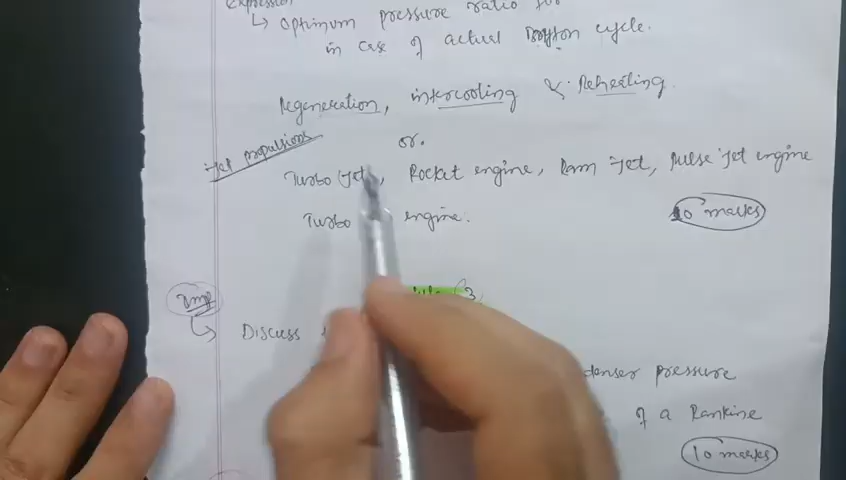 Expression
↳ Optimum pressure ratio for
in case of actual Brayton cycle.
Regeneration, intercooling & Reheating.
or.
Jet propulsions
Turbo Jet, Rocket engine, Ram Jet, Pulse Jet engine
Turbo engine.
10 marks
Imp
3
↳ Discuss
pressure
of a Rankine
10 marks